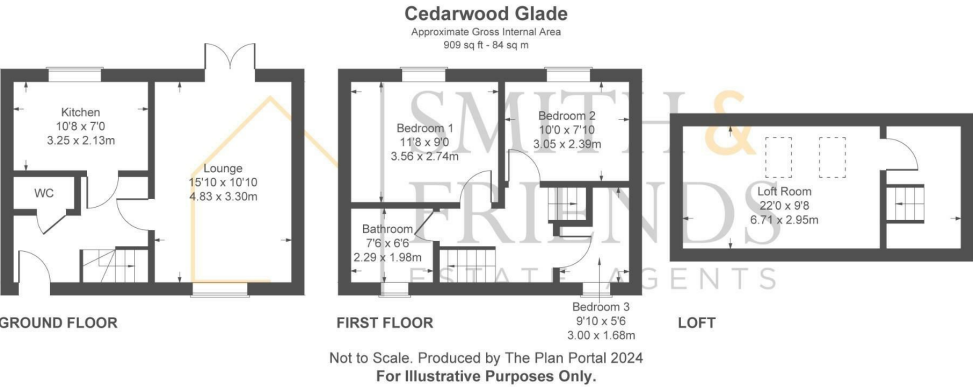 Cedarwood Glade
Approximate Gross Internal Area
909 sq ft - 84 sq m
SMITH &
FRIENDS
ESTATE AGENTS
Kitchen
10'8 x 7'0
3.25 x 2.13m
WC
Lounge
15'10 x 10'10
4.83 x 3.30m
GROUND FLOOR
Bedroom 1
11'8 x 9'0
3.56 x 2.74m
Bedroom 2
10'0 x 7'10
3.05 x 2.39m
Bathroom
7'6 x 6'6
2.29 x 1.98m
Bedroom 3
9'10 x 5'6
3.00 x 1.68m
FIRST FLOOR
Loft Room
22'0 x 9'8
6.71 x 2.95m
LOFT
Not to Scale. Produced by The Plan Portal 2024
For Illustrative Purposes Only.